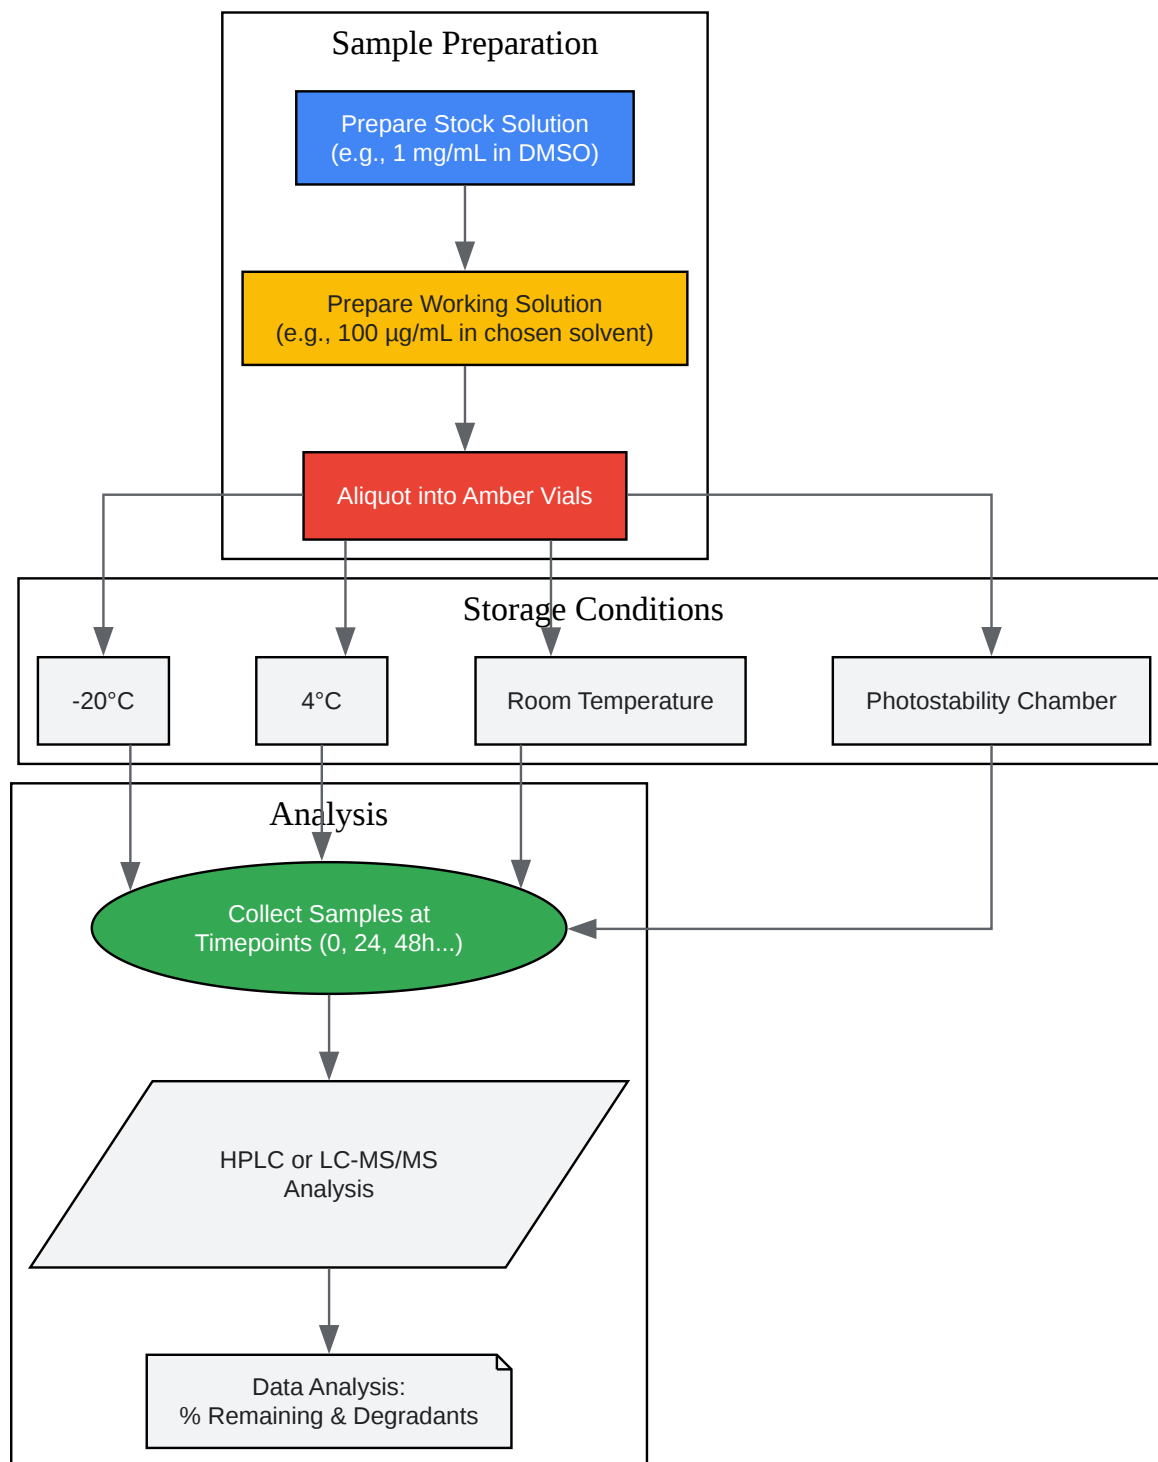 Sample Preparation
Prepare Stock Solution
(e.g., 1 mg/mL in DMSO)
Prepare Working Solution
(e.g., 100 µg/mL in chosen solvent)
Aliquot into Amber Vials
Storage Conditions
-20°C
4°C
Room Temperature
Photostability Chamber
Analysis
Collect Samples at
Timepoints (0, 24, 48h...)
HPLC or LC-MS/MS
Analysis
Data Analysis:
% Remaining & Degradants